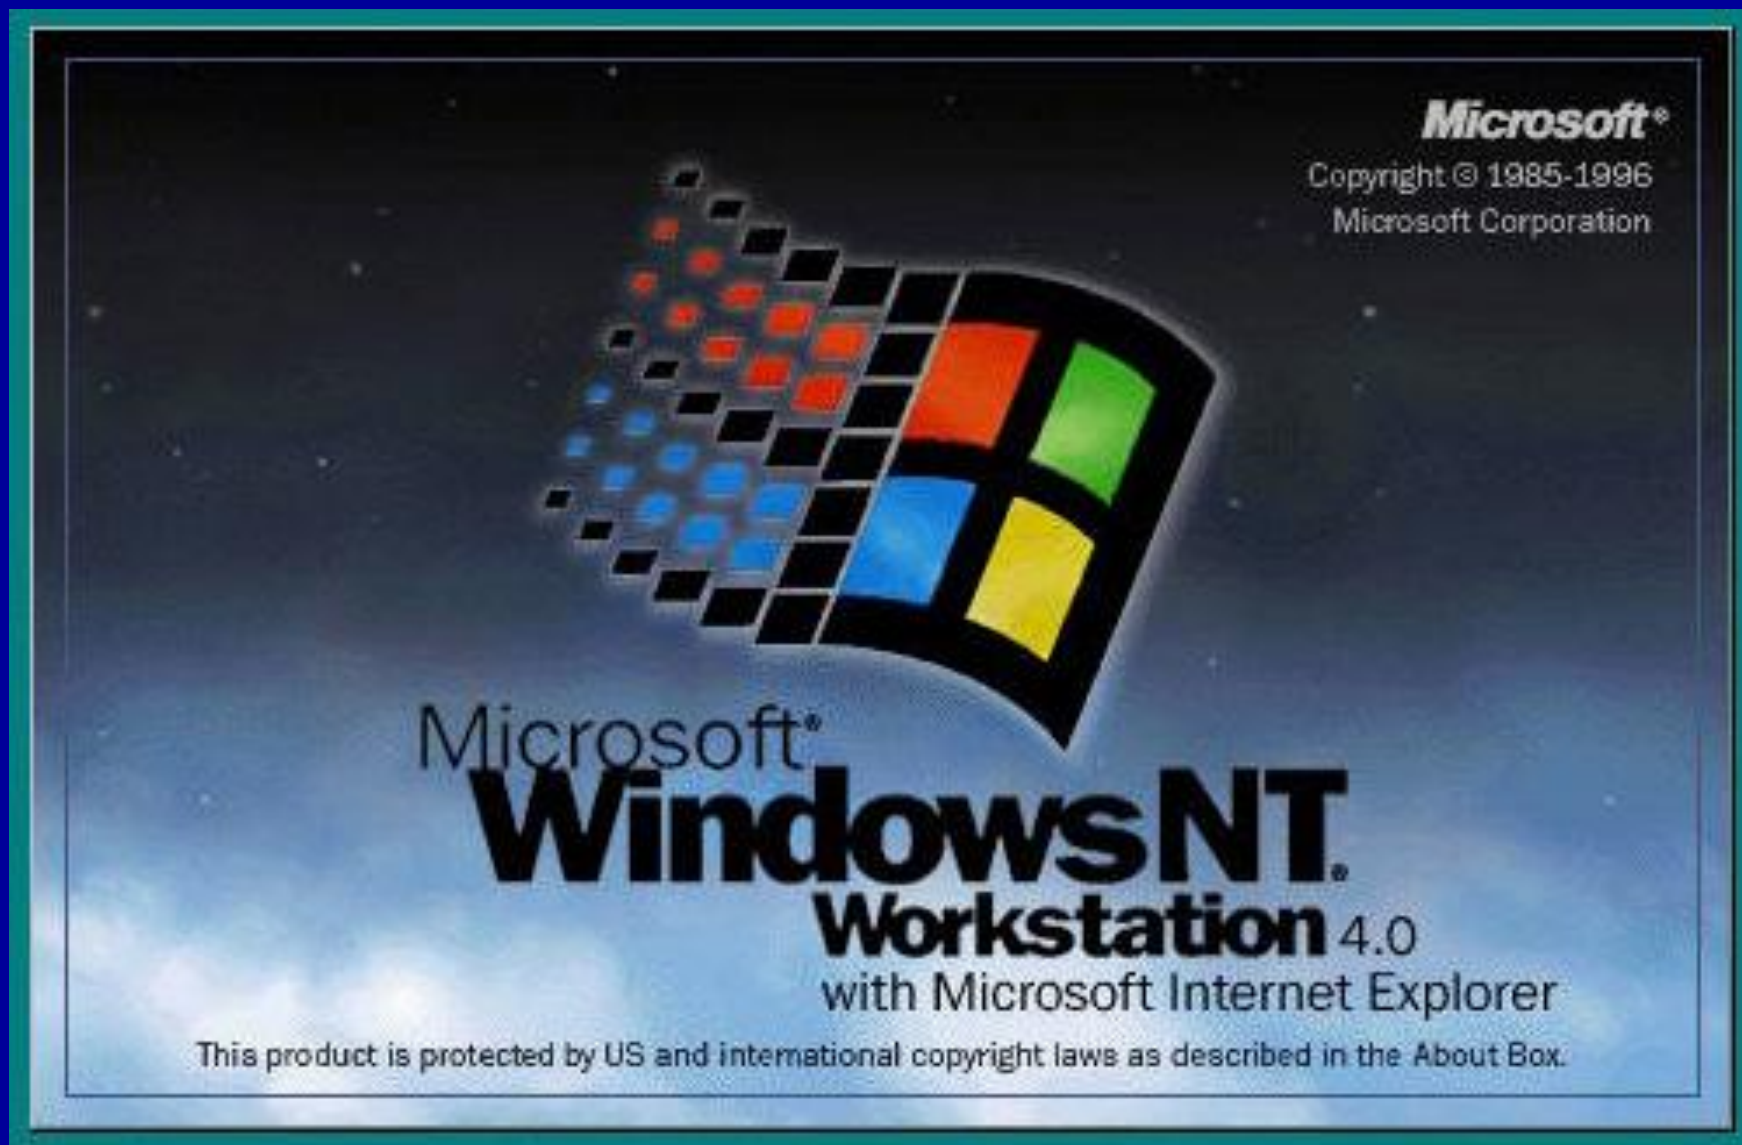 Microsoft®
Copyright © 1985-1996
Microsoft Corporation
Microsoft®
Windows NT®
Workstation 4.0
with Microsoft Internet Explorer
This product is protected by US and international copyright laws as described in the About Box.